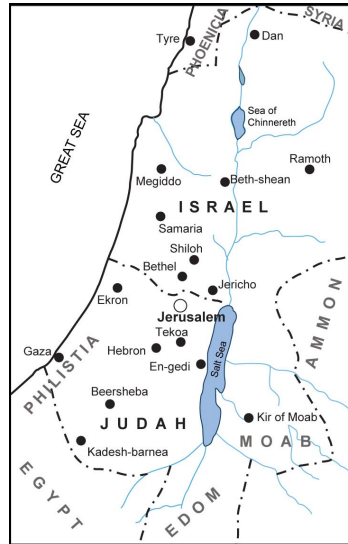 SYRIA
PHOENICIA
Tyre
Dan
GREAT SEA
Sea of
Chinnereth
Ramoth
Megiddo
Beth-shean
ISRAEL
Samaria
Shiloh
Bethel
Jericho
Ekron
Jerusalem
AMMON
Tekoa
Gaza
Hebron
Salt Sea
En-gedi
PHILISTIA
Beersheba
JUDAH
Kir of Moab
MOAB
Kadesh-barnea
EGYPT
EDOM